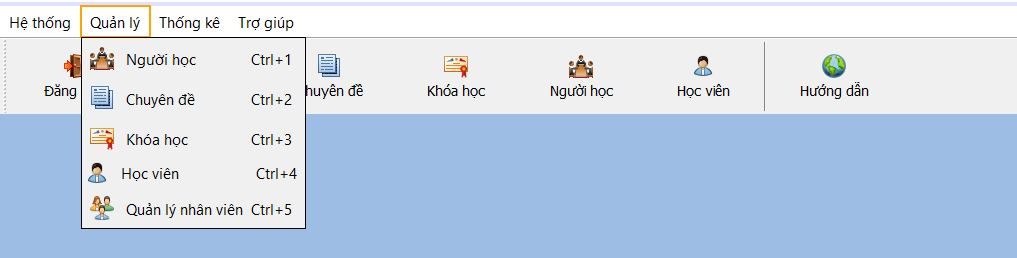 Hệ thống Quản lý Thống kê Trợ giúp
Người học Ctrl+1
Chuyên đề Ctrl+2
Khóa học Ctrl+3
Học viên Ctrl+4
Quản lý nhân viên Ctrl+5
Đăng huyên đề Khóa học Người học Học viên Hướng dẫn